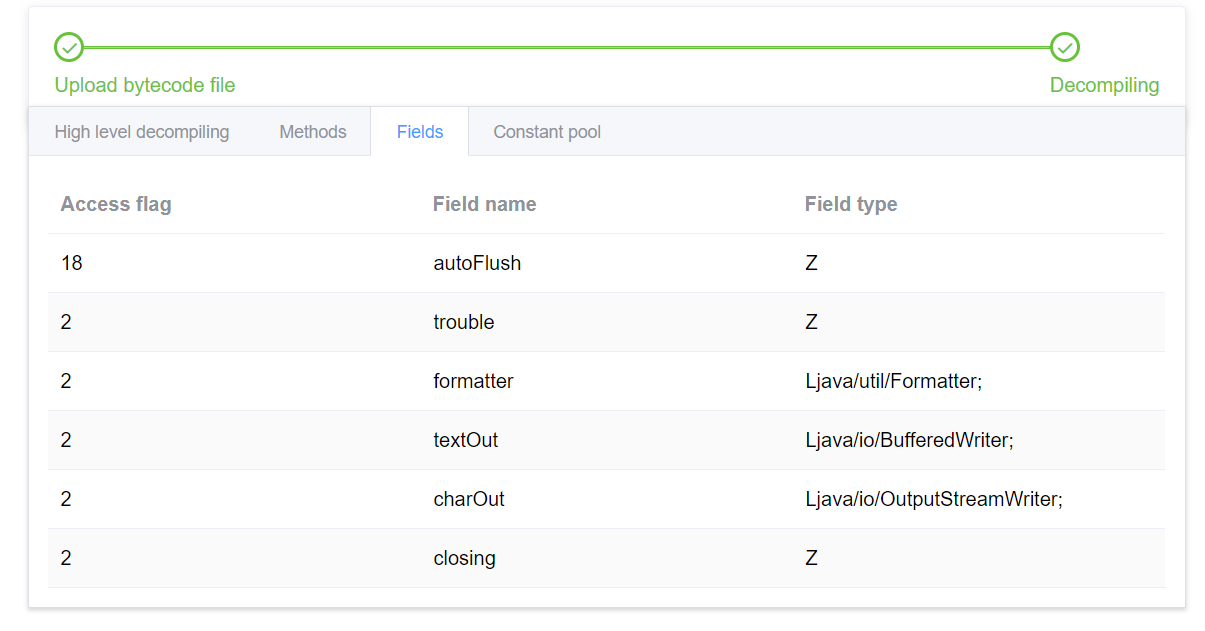 Upload bytecode file
Decompiling
High level decompiling Methods Fields Constant pool
Access flag Field name Field type
18 autoFlush Z
2 trouble Z
2 formatter Ljava/util/Formatter;
2 textOut Ljava/io/BufferedWriter;
2 charOut Ljava/io/OutputStreamWriter;
2 closing Z